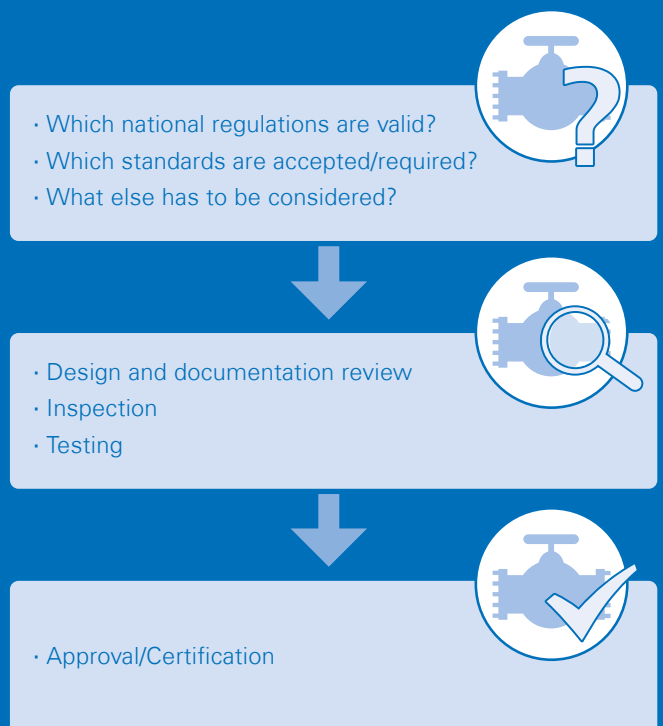 · Which national regulations are valid?
· Which standards are accepted/required?
· What else has to be considered?
· Design and documentation review
· Inspection
· Testing
· Approval/Certification